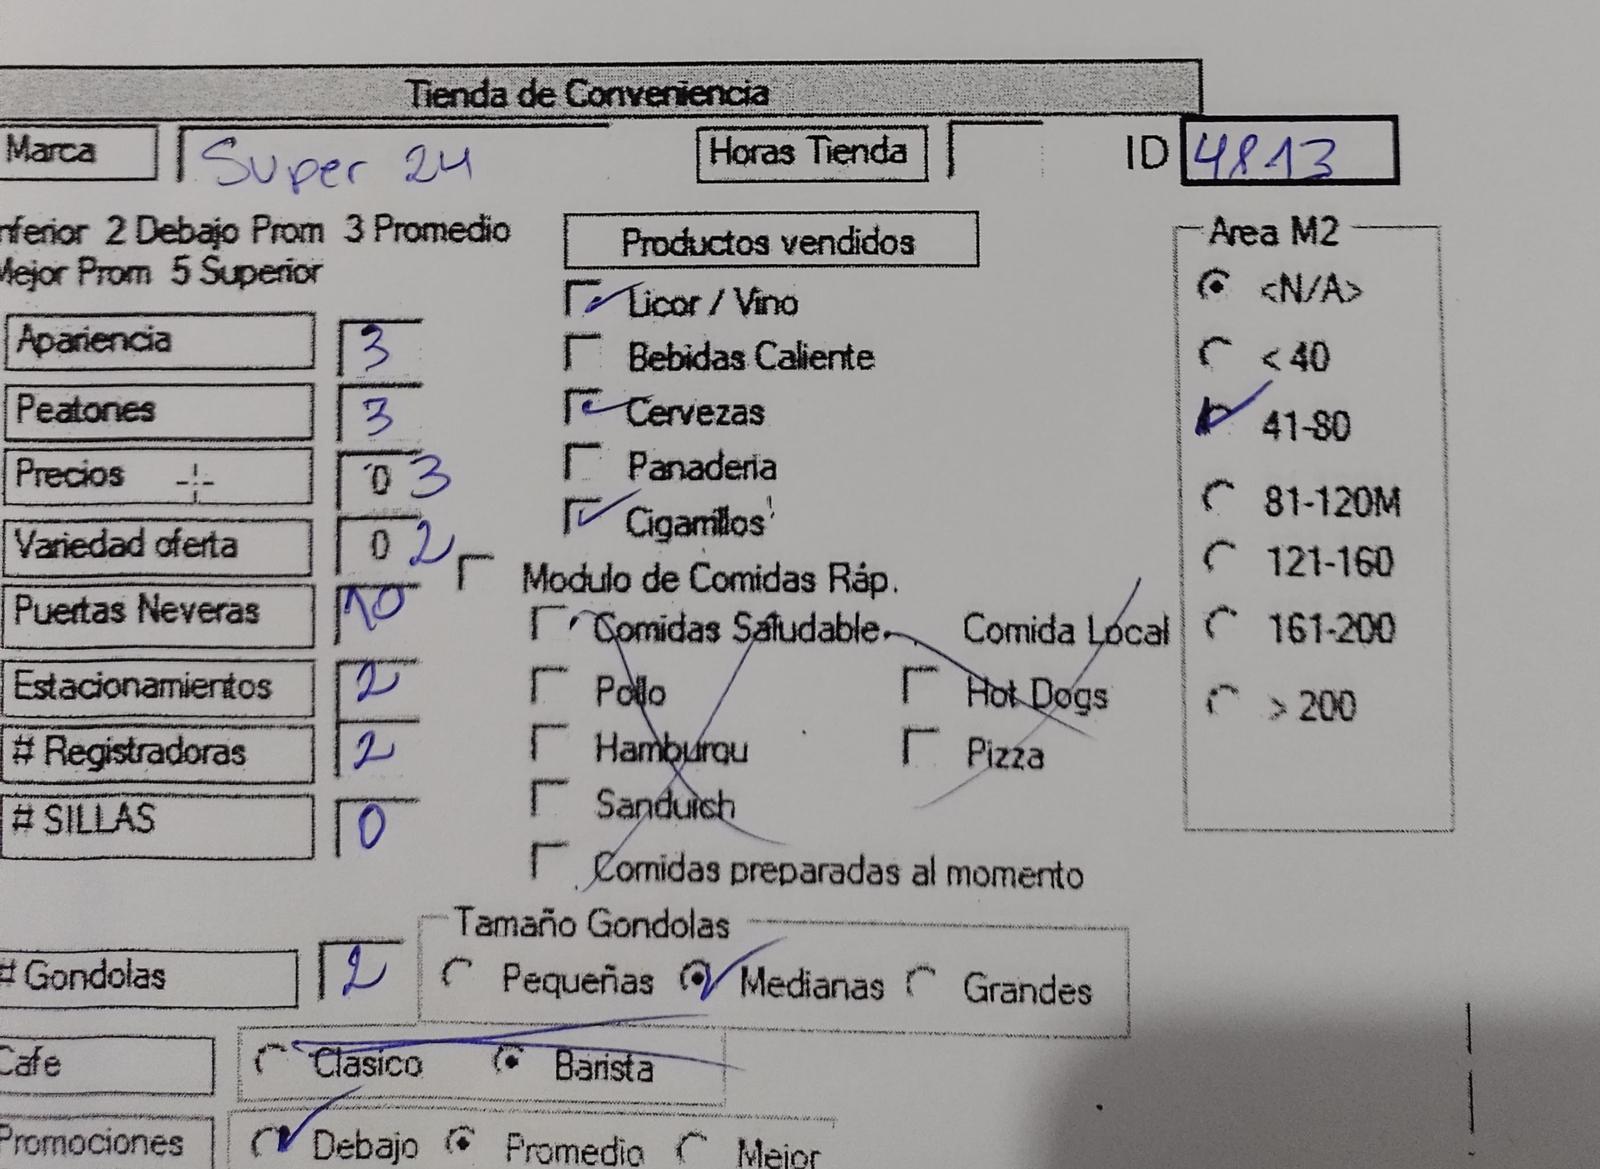 Tienda de Conveniencia
Marca Super 24 Horas Tienda ID 4813
nferior 2 Debajo Prom 3 Promedio
Mejor Prom 5 Superior
Productos vendidos
Area M2
Licor / Vino
<N/A>
Apariencia 3
Bebidas Caliente
< 40
Peatones 3
Cervezas
41-80
Precios 0 3
Panaderia
81-120M
Variedad oferta 0 2
Cigarrillos
121-160
Modulo de Comidas Ráp.
Puertas Neveras 10
Comidas Saludable Comida Local
161-200
Estacionamientos 2
Pollo Hot Dogs
> 200
# Registradoras 2
Hamburqu Pizza
# SILLAS 0
Sanduich
Comidas preparadas al momento
Tamaño Gondolas
# Gondolas 2 Pequeñas Medianas Grandes
Cafe Clasico Barista
Promociones Debajo Promedio Mejor